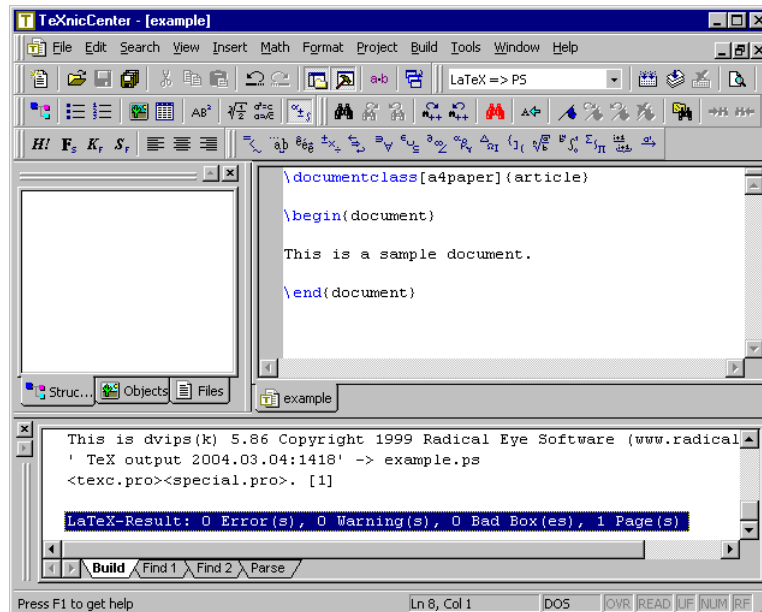 TeXnicCenter - [example]
File Edit Search View Insert Math Format Project Build Tools Window Help
LaTeX => PS
H! F_s K_r S_r
\documentclass[a4paper]{article}
\begin{document}
This is a sample document.
\end{document}
Struc... Objects Files
example
This is dvips(k) 5.86 Copyright 1999 Radical Eye Software (www.radical
' TeX output 2004.03.04:1418' -> example.ps
<texc.pro><special.pro>. [1]
LaTeX-Result: 0 Error(s), 0 Warning(s), 0 Bad Box(es), 1 Page(s)
Build Find 1 Find 2 Parse
Press F1 to get help Ln 8, Col 1 DOS OVR READ LF NUM RF